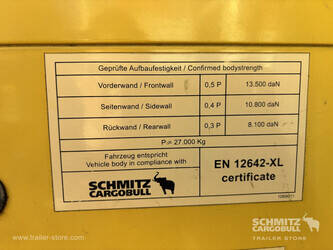 Geprüfte Aufbaufestigkeit / Confirmed bodystrength
Vorderwand / Frontwall 0,5 P 13.500 daN
Seitenwand / Sidewall 0,4 P 10.800 daN
Rückwand / Rearwall 0,3 P 8.100 daN
P = 27.000 Kg
Fahrzeug entspricht
Vehicle body in compliance with
EN 12642-XL
certificate
SCHMITZ
CARGOBULL
© www.trailer-store.com
SCHMITZ
CARGOBULL
TRAILER STORE